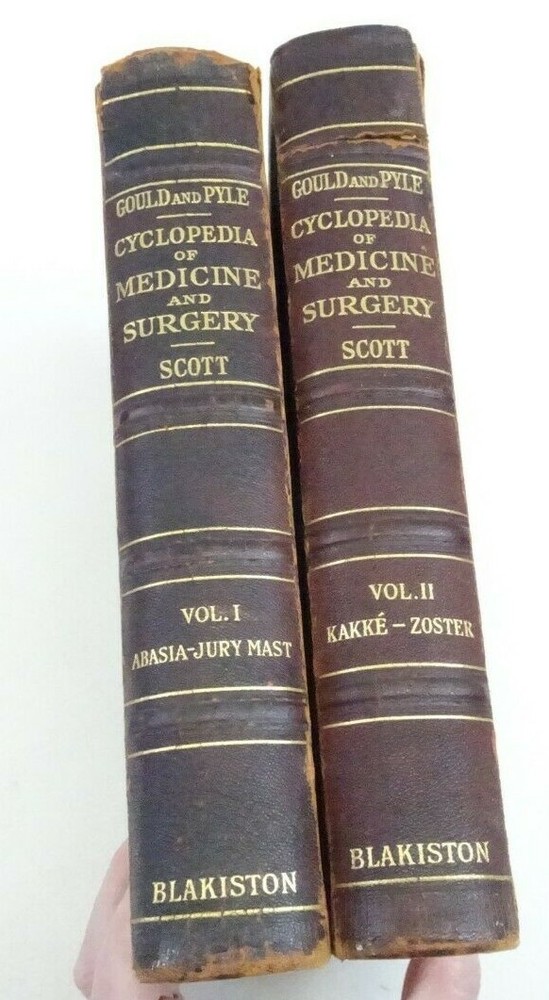 GOULD AND PYLE
CYCLOPEDIA
OF
MEDICINE
AND
SURGERY
SCOTT
VOL. I
ABASIA-JURY MAST
BLAKISTON
GOULD AND PYLE
CYCLOPEDIA
OF
MEDICINE
AND
SURGERY
SCOTT
VOL. II
KAKKÉ – ZOSTER
BLAKISTON